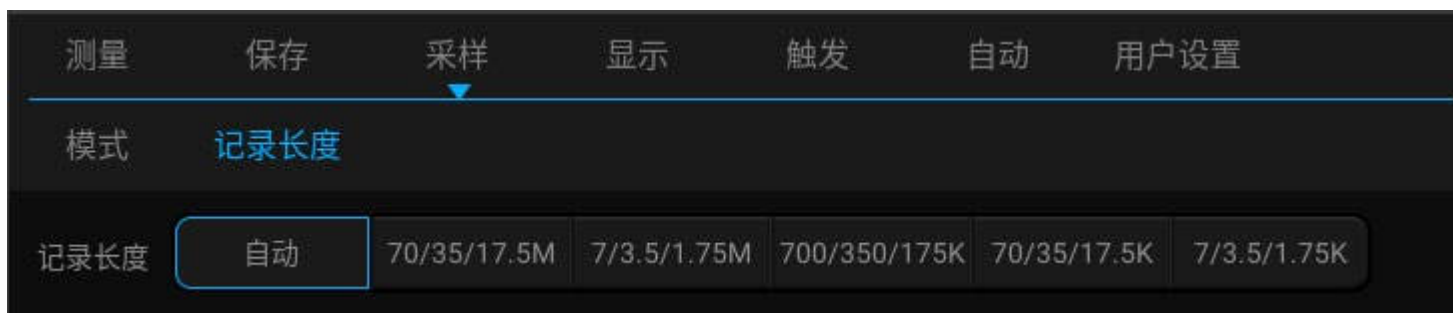 测量 保存 采样 显示 触发 自动 用户设置
模式 记录长度
记录长度 自动 70/35/17.5M 7/3.5/1.75M 700/350/175K 70/35/17.5K 7/3.5/1.75K